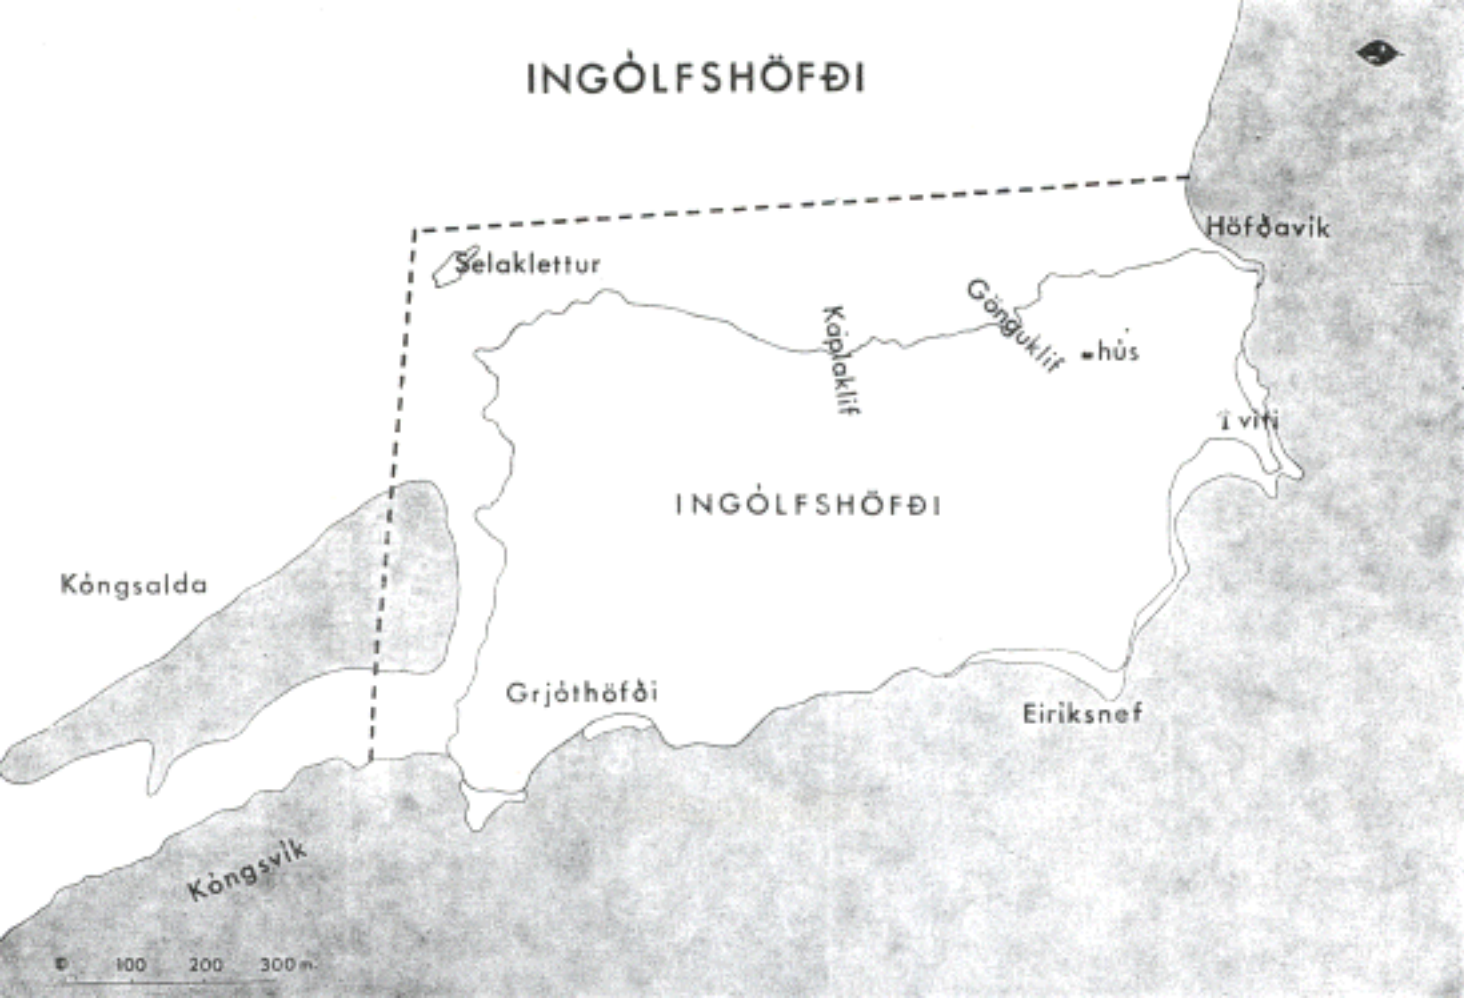 INGÓLFSHÖFÐI
Höfðavík
Selaklettur
Gönguklif
Kaplaklif
hús
viti
INGÓLFSHÖFÐI
Kóngsalda
Grjóthöfði
Eiríksnef
Kóngsvík
0 100 200 300 m.